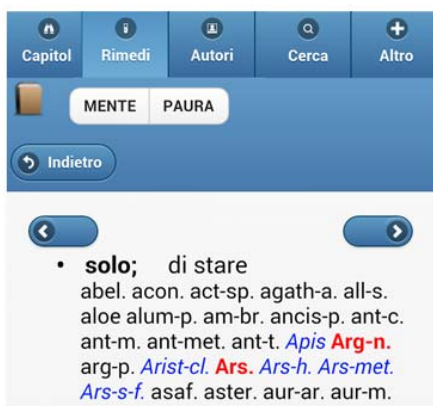 Capitol Rimedi Autori Cerca Altro
MENTE PAURA
Indietro
• solo; di stare
abel. acon. act-sp. agath-a. all-s.
aloe alum-p. am-br. ancis-p. ant-c.
ant-m. ant-met. ant-t. Apis Arg-n.
arg-p. Arist-cl. Ars. Ars-h. Ars-met.
Ars-s-f. asaf. aster. aur-ar. aur-m.